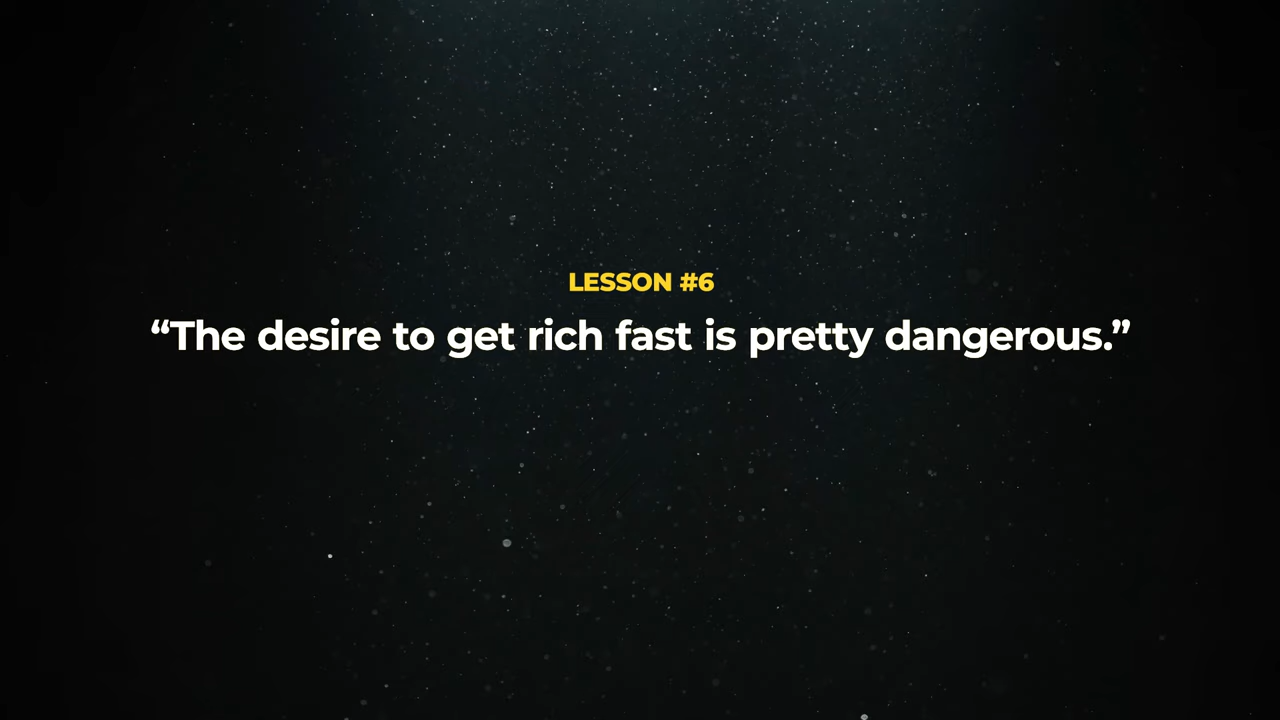 LESSON #6
“The desire to get rich fast is pretty dangerous.”